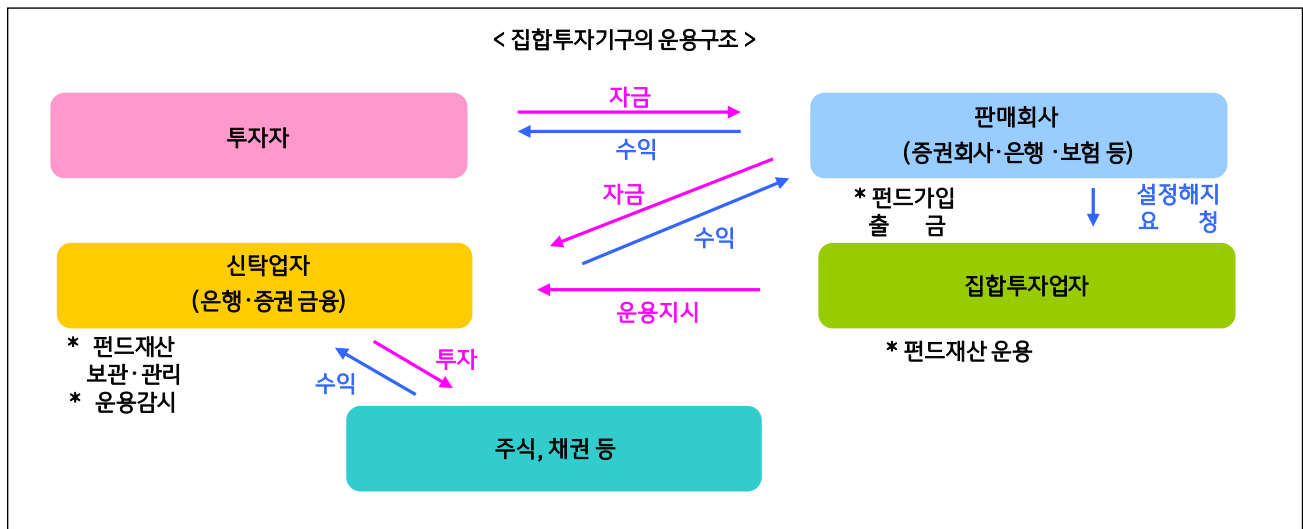 < 집합투자기구의 운용구조 >
자금
투자자
수익
판매회사
(증권회사·은행 ·보험 등)
자금
수익
* 펀드가입
출 금
설정해지
요 청
신탁업자
(은행·증권 금융)
운용지시
집합투자업자
* 펀드재산
보관·관리
* 운용감시
* 펀드재산 운용
투자
수익
주식, 채권 등